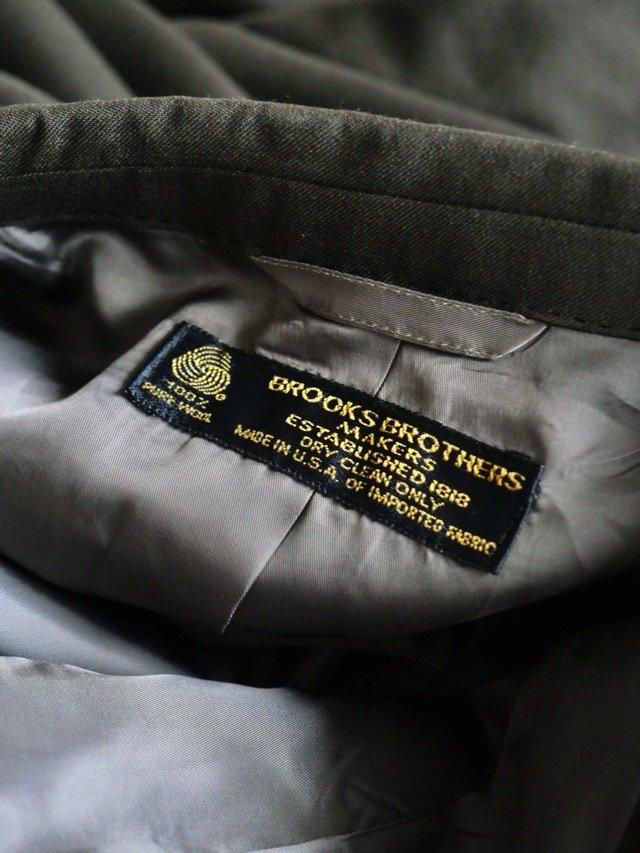 100%
PURE WOOL
BROOKS BROTHERS
MAKERS
ESTABLISHED 1818
DRY CLEAN ONLY
MADE IN U.S.A. OF IMPORTED FABRIC